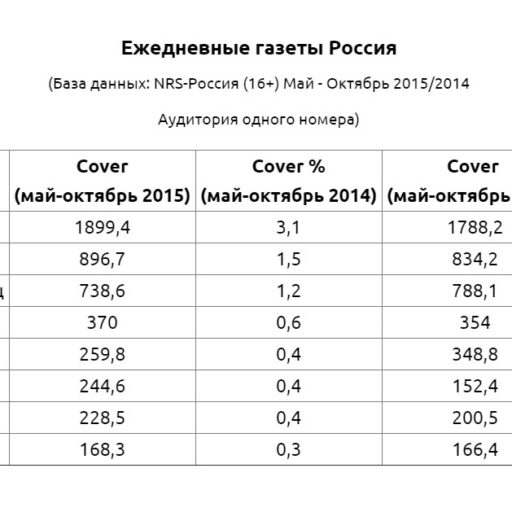 Ежедневные газеты Россия
(База данных: NRS-Россия (16+) Май - Октябрь 2015/2014
Аудитория одного номера)
Cover Cover % Cover
(май-октябрь 2015) (май-октябрь 2014) (май-октябрь
1899,4 3,1 1788,2
896,7 1,5 834,2
738,6 1,2 788,1
370 0,6 354
259,8 0,4 348,8
244,6 0,4 152,4
228,5 0,4 200,5
168,3 0,3 166,4